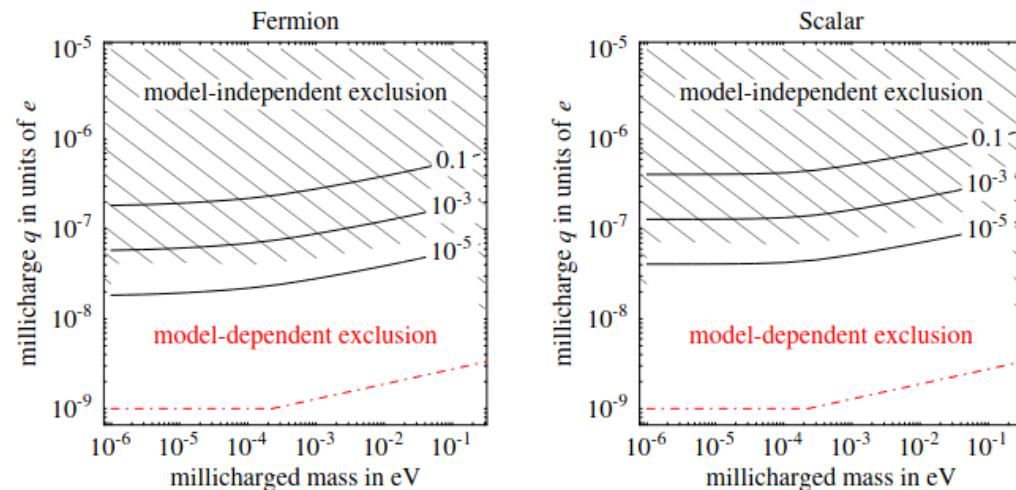 Fermion
10^-5
10^-6
10^-7
10^-8
10^-9
millicharge q in units of e
model-independent exclusion
0.1
10^-3
10^-5
model-dependent exclusion
10^-6 10^-5 10^-4 10^-3 10^-2 10^-1
millicharged mass in eV
Scalar
10^-5
10^-6
10^-7
10^-8
10^-9
millicharge q in units of e
model-independent exclusion
0.1
10^-3
10^-5
model-dependent exclusion
10^-6 10^-5 10^-4 10^-3 10^-2 10^-1
millicharged mass in eV